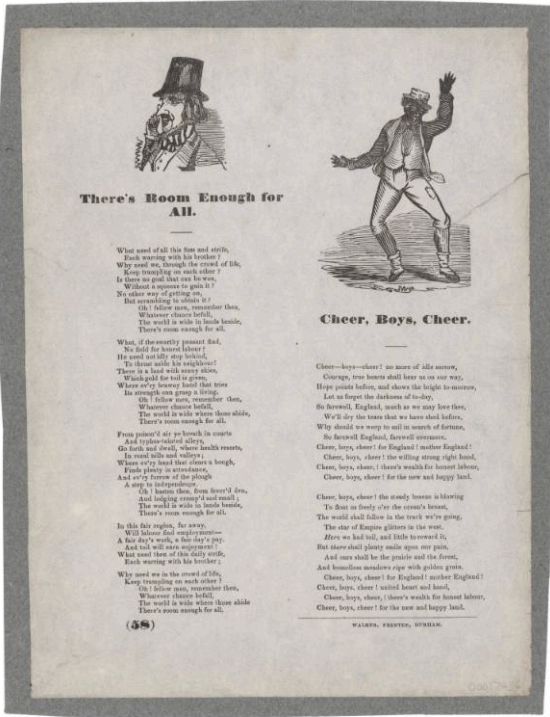 There's Room Enough for
All.
What need of all this fuss and strife,
Each warring with his brother?
Why need we, through the crowd of life,
Keep trampling on each other?
Is there no goal that can be won,
Without a squeeze to gain it?
No other way of getting on,
But scrambling to obtain it?
Oh! fellow men, remember then,
Whatever chance befall,
The world is wide in lands beside,
There's room enough for all.
What, if the swarthy peasant find,
No field for honest labour?
He need not idly stop behind,
To thrust aside his neighbour!
There is a land with sunny skies,
Which gold for toil is given,
Where ev'ry brawny hand that tries
Its strength can grasp a living.
Oh! fellow men, remember then,
Whatever chance befall,
The world is wide where those abide,
There's room enough for all.
From poison'd air ye breath in courts
And typhus-tainted alleys,
Go forth and dwell, where health resorts,
In rural hills and valleys;
Where ev'ry hand that clears a bough,
Finds plenty in attendance,
And ev'ry furrow of the plough
A step to independence.
Oh! hasten then, from fever'd den,
And lodging cramp'd and small;
The world is wide in lands beside,
There's room enough for all.
In this fair region, far away,
Will labour find employment—
A fair day's work, a fair day's pay.
And toil will earn enjoyment!
What need then of this daily strife,
Each warring with his brother;
Why need we in the crowd of life,
Keep trampling on each other?
Oh! fellow men, remember then,
Whatever chance befall,
The world is wide where those abide
There's room enough for all,
(58)
Cheer, Boys, Cheer.
Cheer—boys—cheer! no more of idle sorrow,
Courage, true hearts shall bear us on our way,
Hope points before, and shows the bright to-morrow,
Let us forget the darkness of to-day,
So farewell, England, much as we may love thee,
We'll dry the tears that we have shed before,
Why should we weep to sail in search of fortune,
So farewell England, farewell evermore.
Cheer, boys, cheer! for England! mother England!
Cheer, boys, cheer! the willing strong right hand,
Cheer, boys, cheer,! there's wealth for honest labour,
Cheer, boys, cheer! for the new and happy land.
Cheer, boys, cheer! the steady breeze is blowing
To float us freely o'er the ocean's breast,
The world shall follow in the track we're going,
The star of Empire glitters in the west.
Here we had toil, and little to reward it,
But there shall plenty smile upon our pain,
And ours shall be the prairie and the forest,
And boundless meadows ripe with golden grain,
Cheer, boys, cheer! for England! mother England!
Cheer, boys, cheer! united heart and hand,
Cheer, boys, cheer,! there's wealth for honest labour,
Cheer, boys, cheer! for the new and happy land.
WALKER, PRINTER, DURHAM.